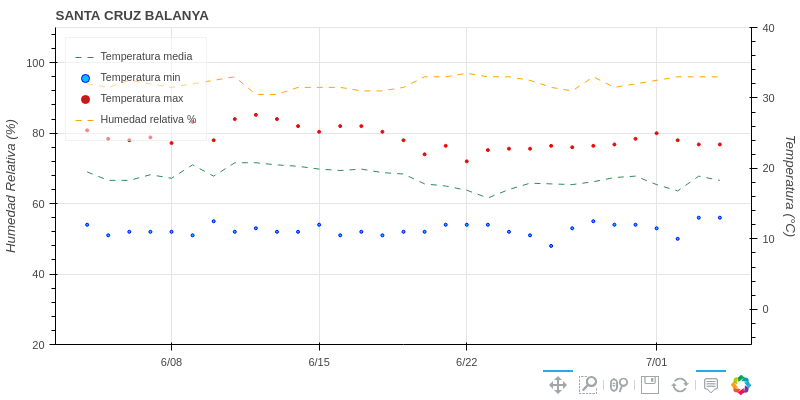 SANTA CRUZ BALANYA
Temperatura media
Temperatura min
Temperatura max
Humedad relativa %
Humedad Relativa (%)
100
80
60
40
20
Temperatura (°C)
40
30
20
10
0
6/08
6/15
6/22
7/01